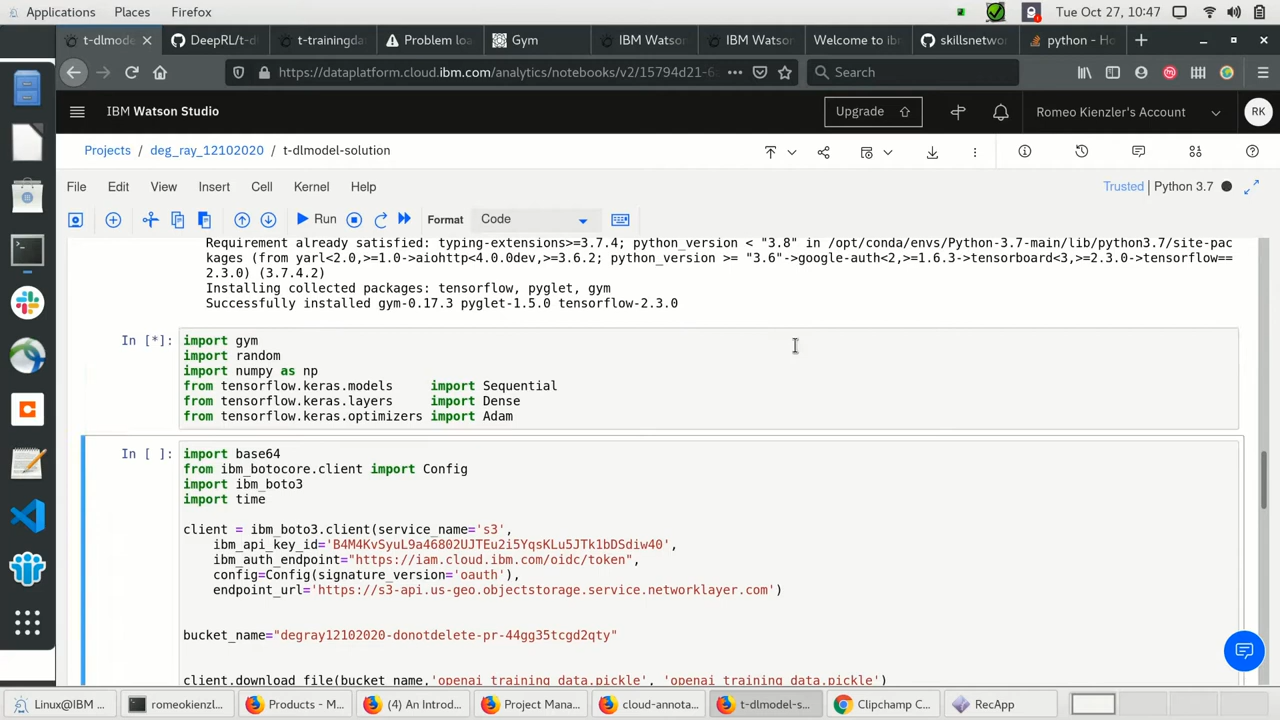 Applications Places Firefox Tue Oct 27, 10:47
t-dlmode DeepRL/t-d t-trainingda Problem loa Gym IBM Watso IBM Watso Welcome to ib skillsnetwo python - Ho
https://dataplatform.cloud.ibm.com/analytics/notebooks/v2/15794d21-6 Search
IBM Watson Studio Upgrade Romeo Kienzler's Account RK
Projects / deg_ray_12102020 / t-dlmodel-solution
File Edit View Insert Cell Kernel Help Trusted | Python 3.7
Run Format Code
Requirement already satisfied: typing-extensions>=3.7.4; python_version < "3.8" in /opt/conda/envs/Python-3.7-main/lib/python3.7/site-pac
kages (from yarl<2.0,>=1.0->aiohttp<4.0.0dev,>=3.6.2; python_version >= "3.6"->google-auth<2,>=1.6.3->tensorboard<3,>=2.3.0->tensorflow==
2.3.0) (3.7.4.2)
Installing collected packages: tensorflow, pyglet, gym
Successfully installed gym-0.17.3 pyglet-1.5.0 tensorflow-2.3.0
In [*]: import gym
import random
import numpy as np
from tensorflow.keras.models import Sequential
from tensorflow.keras.layers import Dense
from tensorflow.keras.optimizers import Adam
In [ ]: import base64
from ibm_botocore.client import Config
import ibm_boto3
import time
client = ibm_boto3.client(service_name='s3',
ibm_api_key_id='B4M4KvSyuL9a46802UJTEu2i5YqsKLu5JTk1bDSdiw40',
ibm_auth_endpoint="https://iam.cloud.ibm.com/oidc/token",
config=Config(signature_version='oauth'),
endpoint_url='https://s3-api.us-geo.objectstorage.service.networklayer.com')
bucket_name="degray12102020-donotdelete-pr-44gg35tcgd2qty"
client.download_file(bucket_name,'openai_training_data.pickle', 'openai_training_data.pickle')
Linux@IBM ... romeokienzl... Products - M... (4) An Introd... Project Mana... cloud-annota... t-dlmodel-s... Clipchamp C... RecApp